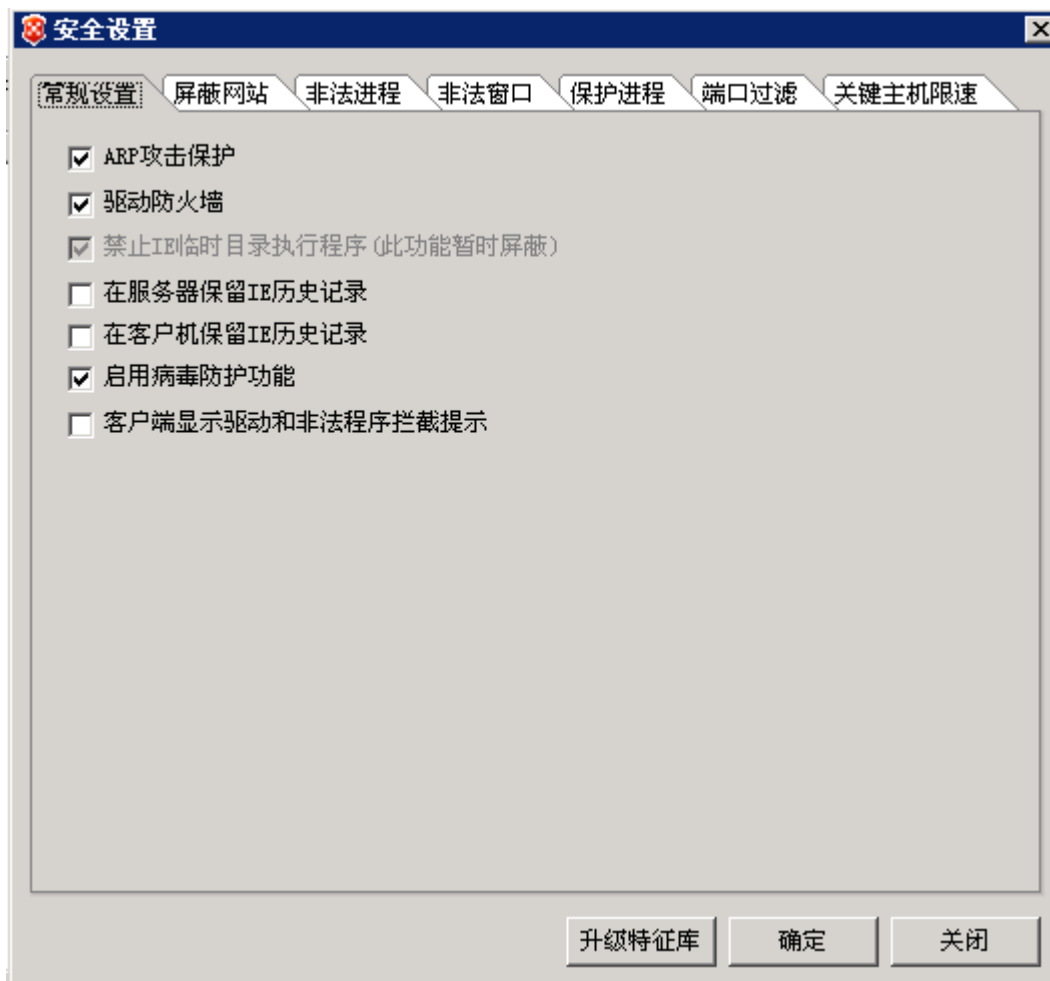 安全设置
常规设置 屏蔽网站 非法进程 非法窗口 保护进程 端口过滤 关键主机限速
ARP攻击保护
驱动防火墙
禁止IE临时目录执行程序(此功能暂时屏蔽)
在服务器保留IE历史记录
在客户机保留IE历史记录
启用病毒防护功能
客户端显示驱动和非法程序拦截提示
升级特征库 确定 关闭